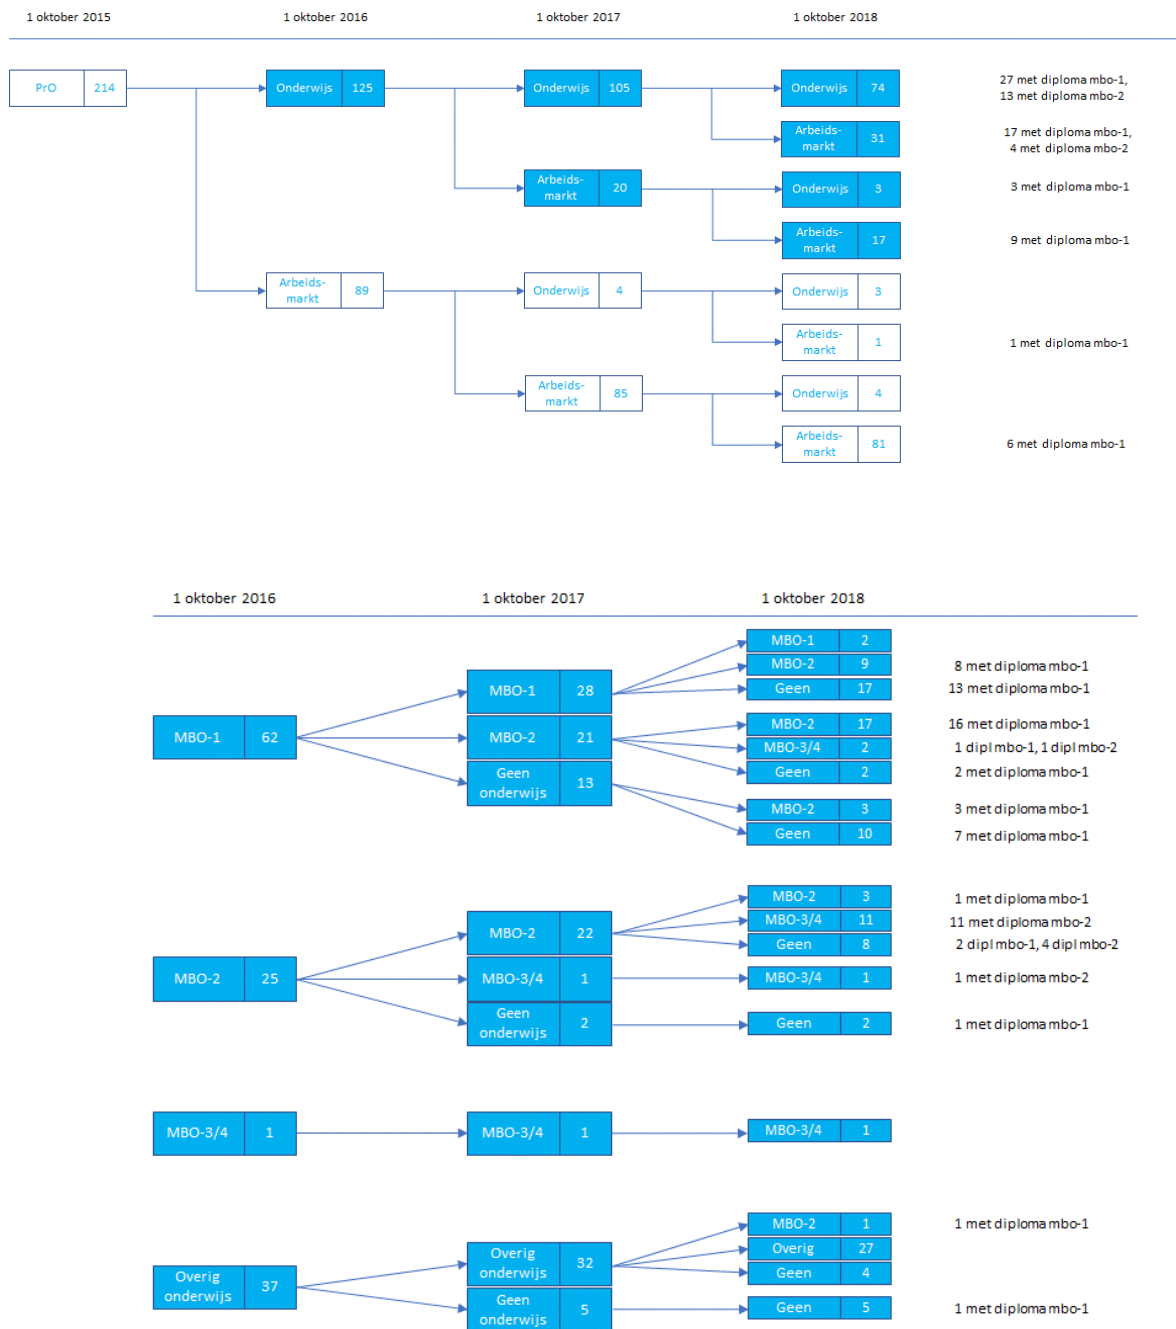 1 oktober 2015 1 oktober 2016 1 oktober 2017 1 oktober 2018
PrO 214 Onderwijs 125 Onderwijs 105 Onderwijs 74 27 met diploma mbo-1,
13 met diploma mbo-2
Arbeids-
markt 31 17 met diploma mbo-1,
4 met diploma mbo-2
Arbeids-
markt 20 Onderwijs 3 3 met diploma mbo-1
Arbeids-
markt 17 9 met diploma mbo-1
Arbeids-
markt 89 Onderwijs 4 Onderwijs 3
Arbeids-
markt 1 1 met diploma mbo-1
Arbeids-
markt 85 Onderwijs 4
Arbeids-
markt 81 6 met diploma mbo-1
1 oktober 2016 1 oktober 2017 1 oktober 2018
MBO-1 2
MBO-1 28 MBO-2 9 8 met diploma mbo-1
Geen 17 13 met diploma mbo-1
MBO-2 17 16 met diploma mbo-1
MBO-1 62 MBO-2 21 MBO-3/4 2 1 dipl mbo-1, 1 dipl mbo-2
Geen 2 2 met diploma mbo-1
Geen
onderwijs 13 MBO-2 3 3 met diploma mbo-1
Geen 10 7 met diploma mbo-1
MBO-2 3 1 met diploma mbo-1
MBO-2 22 MBO-3/4 11 11 met diploma mbo-2
Geen 8 2 dipl mbo-1, 4 dipl mbo-2
MBO-2 25 MBO-3/4 1 MBO-3/4 1 1 met diploma mbo-2
Geen
onderwijs 2 Geen 2 1 met diploma mbo-1
MBO-3/4 1 MBO-3/4 1 MBO-3/4 1
MBO-2 1 1 met diploma mbo-1
Overig
onderwijs 32 Overig 27
Geen 4
Overig
onderwijs 37 Geen
onderwijs 5 Geen 5 1 met diploma mbo-1